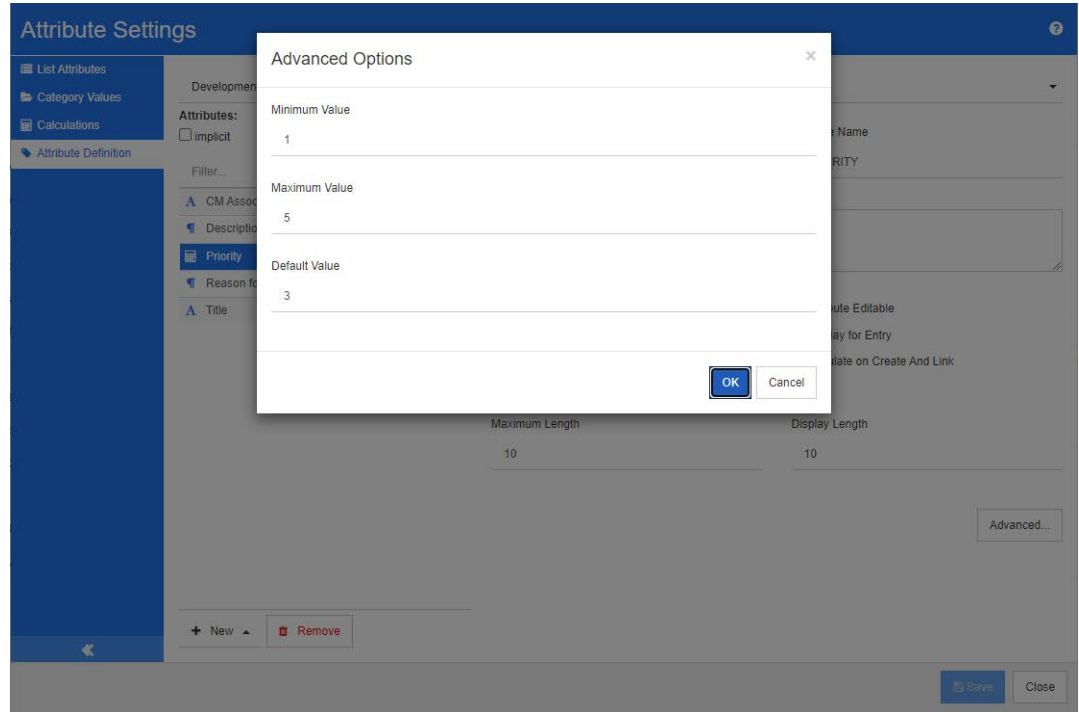 Attribute Settings
List Attributes
Category Values
Calculations
Attribute Definition
Developmen
Attributes:
implicit
Filter...
A CM Assoc
¶ Descriptio
Priority
¶ Reason fo
A Title
+ New
Remove
Advanced Options
×
Minimum Value
1
Maximum Value
5
Default Value
3
OK
Cancel
Name
RITY
ute Editable
ay for Entry
late on Create And Link
Maximum Length
10
Display Length
10
Advanced...
Save
Close